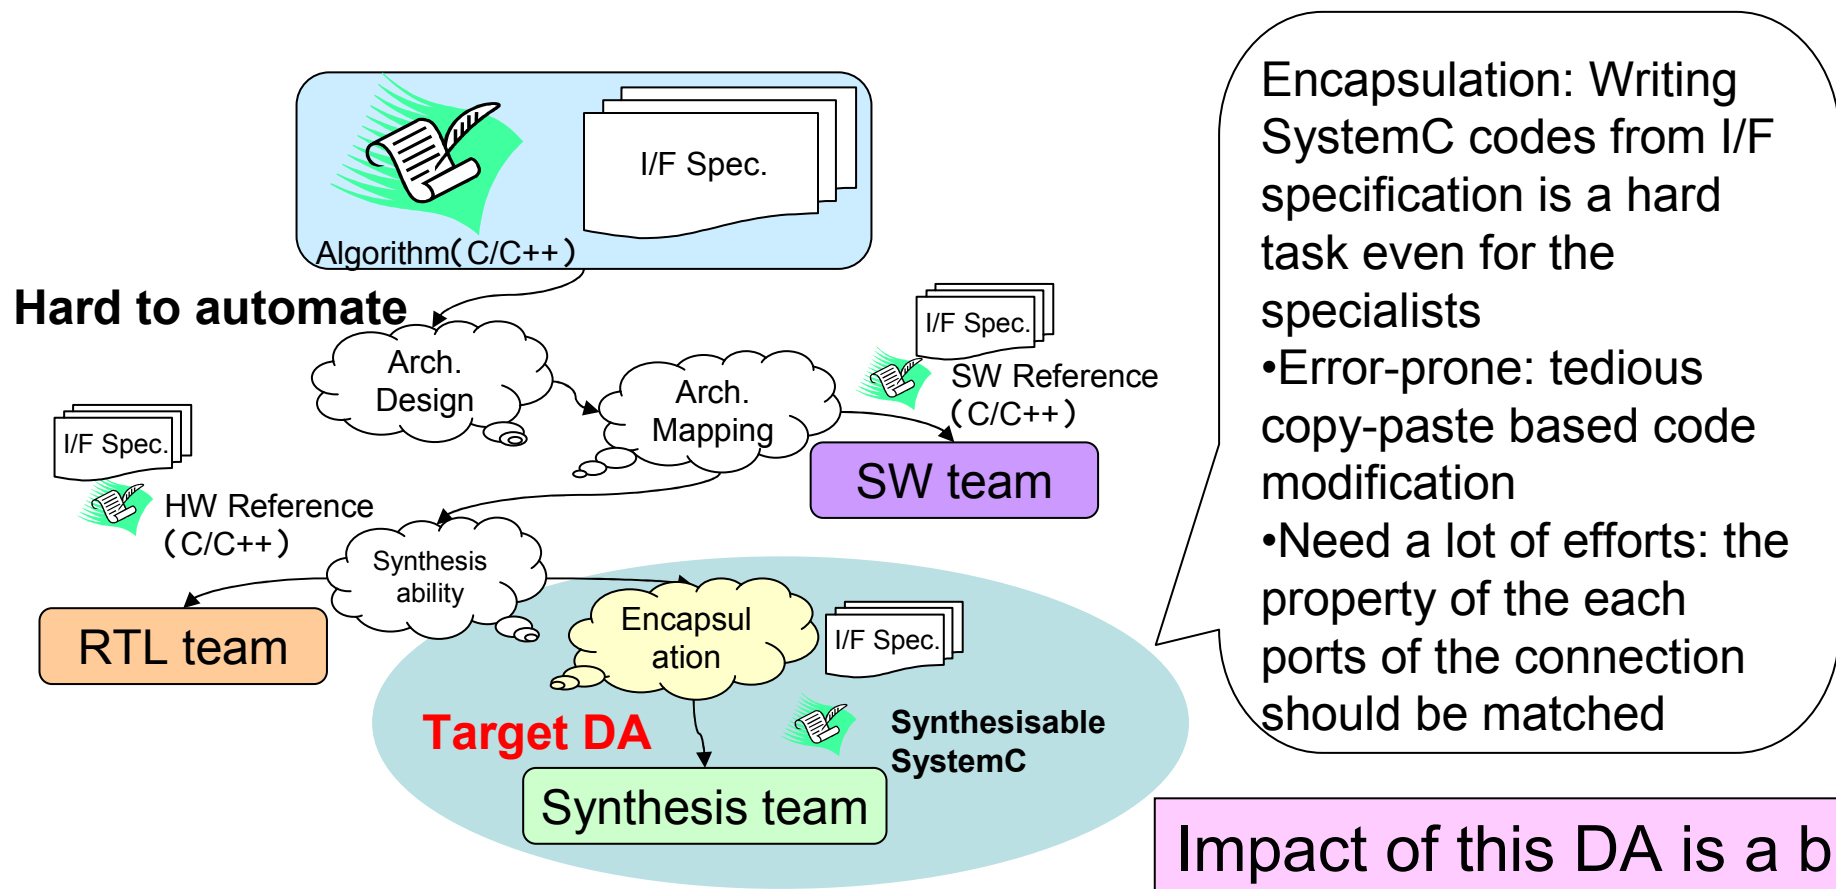 I/F Spec.
Algorithm(C/C++)
Hard to automate
Arch.
Design
Arch.
Mapping
I/F Spec.
SW Reference
(C/C++)
SW team
I/F Spec.
HW Reference
(C/C++)
Synthesis
ability
RTL team
Encapsul
ation
I/F Spec.
Target DA
Synthesisable
SystemC
Synthesis team
Encapsulation: Writing
SystemC codes from I/F
specification is a hard
task even for the
specialists
•Error-prone: tedious
copy-paste based code
modification
•Need a lot of efforts: the
property of the each
ports of the connection
should be matched
Impact of this DA is a b